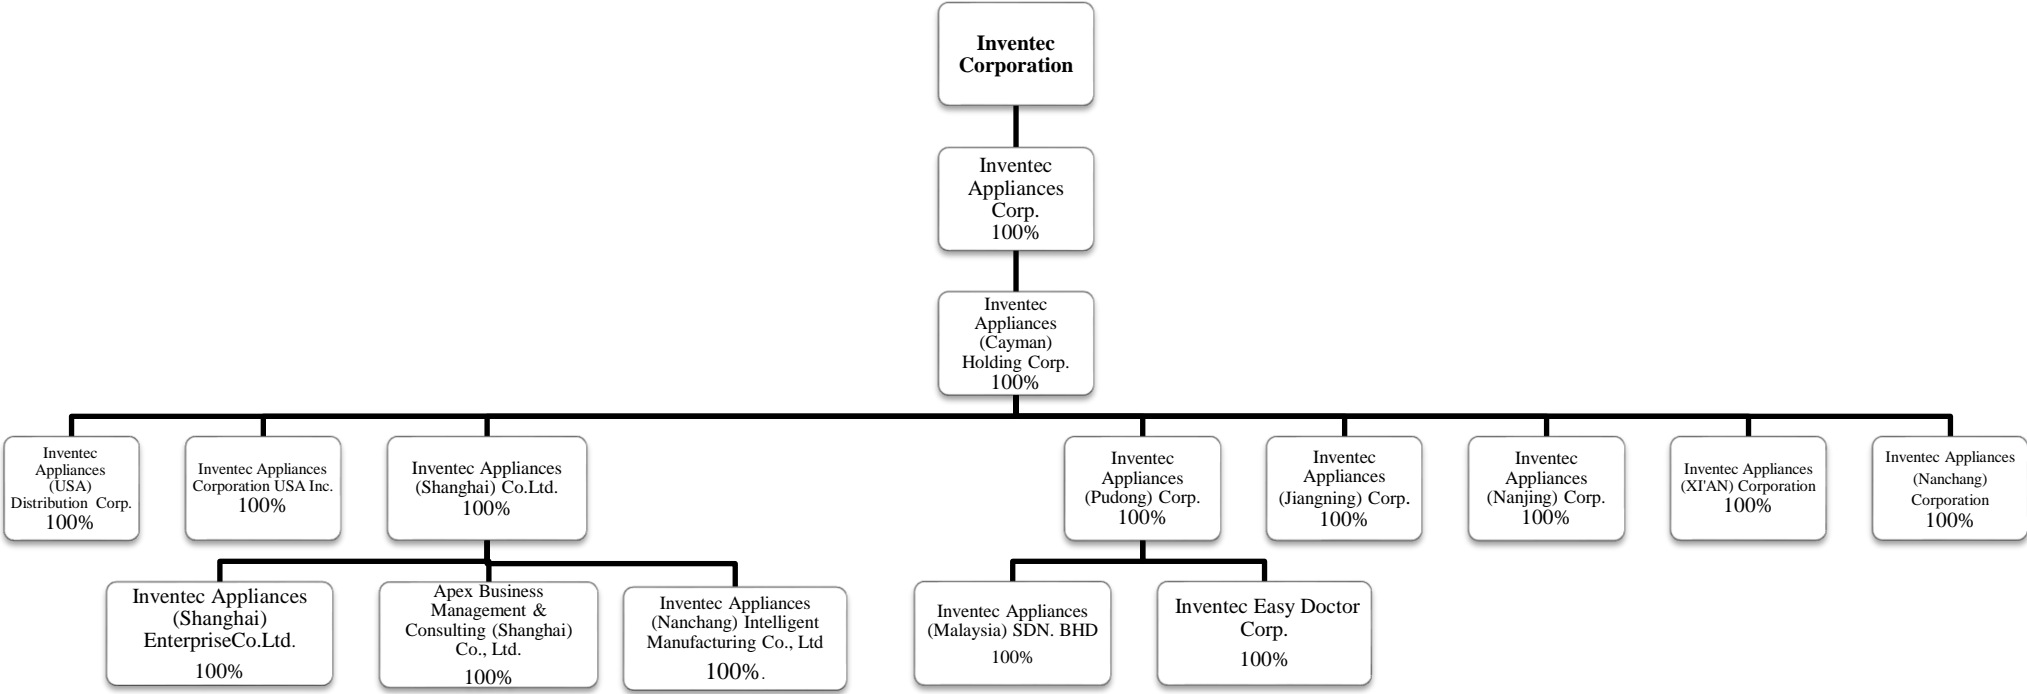 Inventec
Corporation
Inventec
Appliances
Corp.
100%
Inventec
Appliances
(Cayman)
Holding Corp.
100%
Inventec
Appliances
(USA)
Distribution Corp.
100%
Inventec Appliances
Corporation USA Inc.
100%
Inventec Appliances
(Shanghai) Co.Ltd.
100%
Inventec
Appliances
(Pudong) Corp.
100%
Inventec
Appliances
(Jiangning) Corp.
100%
Inventec
Appliances
(Nanjing) Corp.
100%
Inventec Appliances
(XI'AN) Corporation
100%
Inventec Appliances
(Nanchang)
Corporation
100%
Inventec Appliances
(Shanghai)
EnterpriseCo.Ltd.
100%
Apex Business
Management &
Consulting (Shanghai)
Co., Ltd.
100%
Inventec Appliances
(Nanchang) Intelligent
Manufacturing Co., Ltd
100%.
Inventec Appliances
(Malaysia) SDN. BHD
100%
Inventec Easy Doctor
Corp.
100%